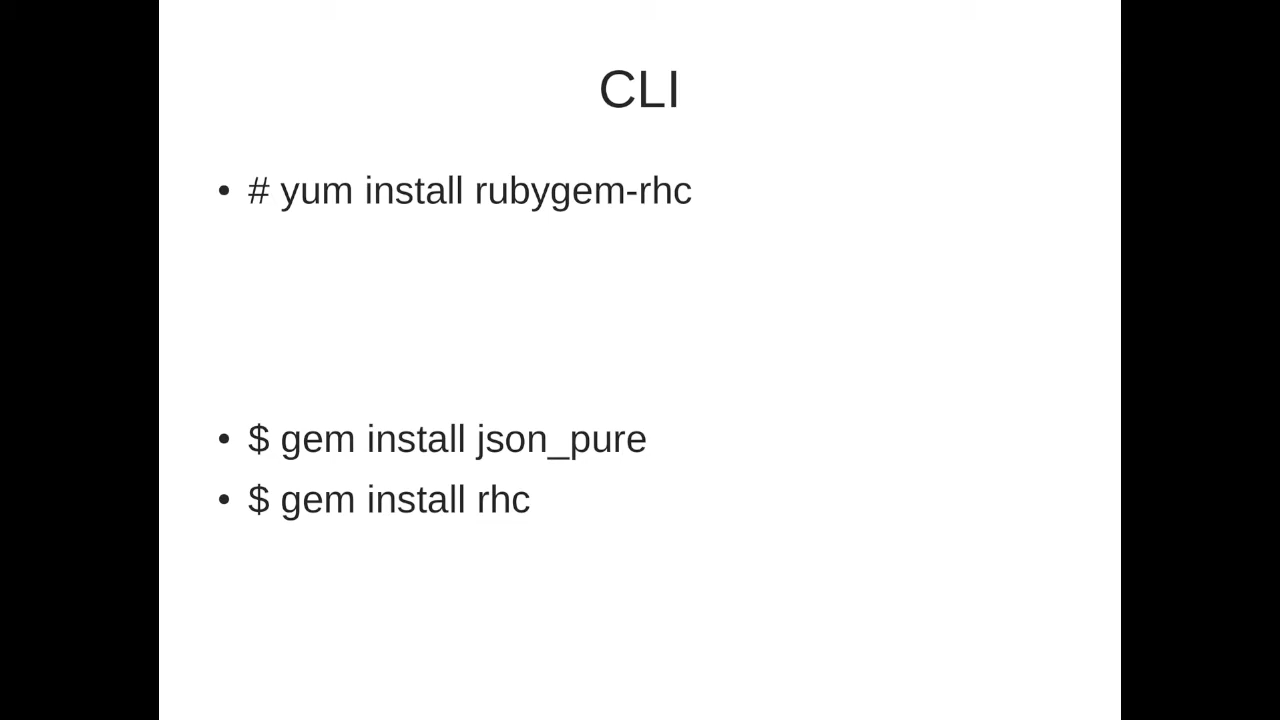 CLI
• # yum install rubygem-rhc
• $ gem install json_pure
• $ gem install rhc